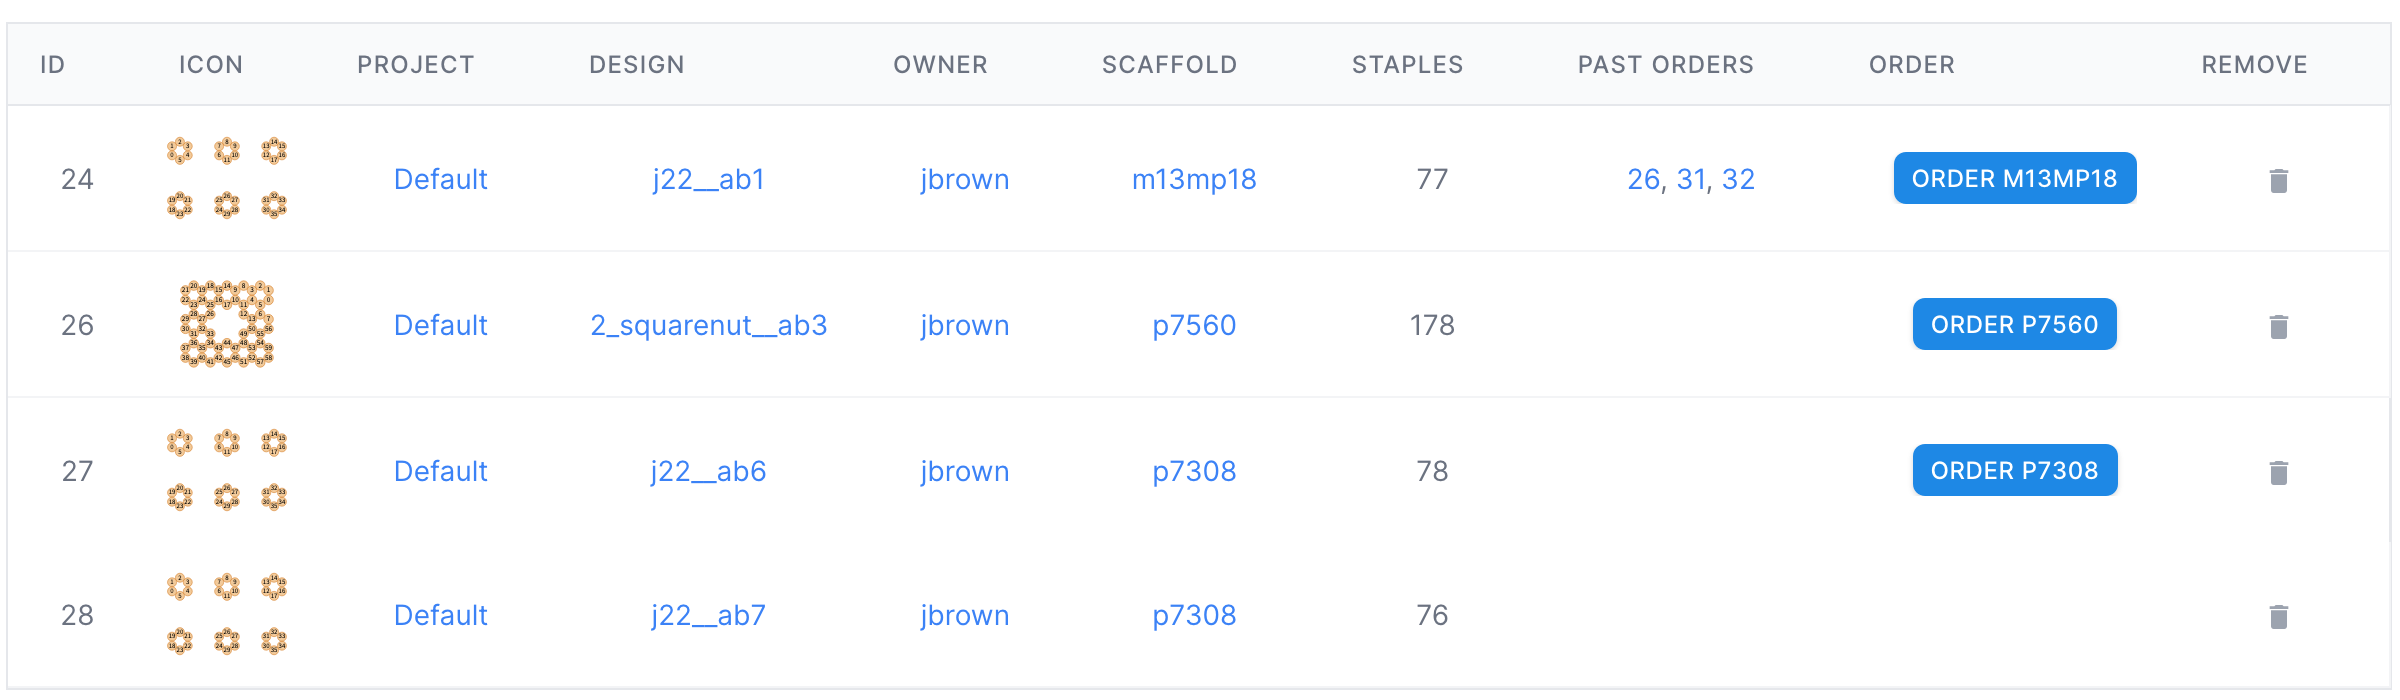 ID ICON PROJECT DESIGN OWNER SCAFFOLD STAPLES PAST ORDERS ORDER REMOVE
24 Default j22__ab1 jbrown m13mp18 77 26, 31, 32 ORDER M13MP18
26 Default 2_squarenut__ab3 jbrown p7560 178 ORDER P7560
27 Default j22__ab6 jbrown p7308 78 ORDER P7308
28 Default j22__ab7 jbrown p7308 76